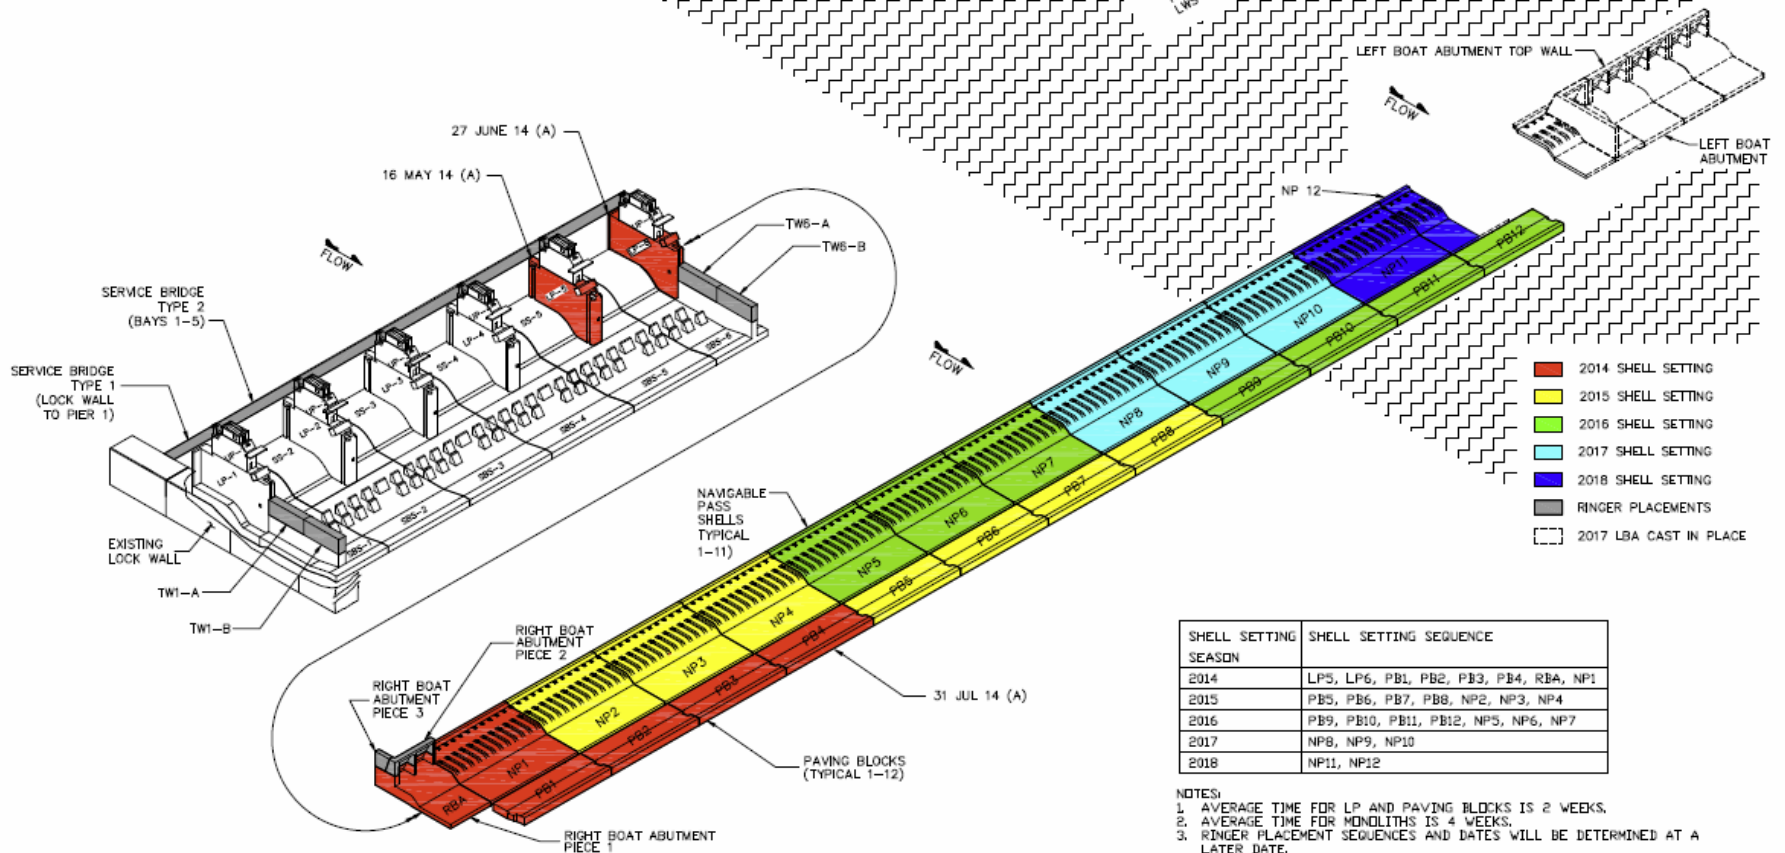 LWS
LEFT BOAT ABUTMENT TOP WALL
FLOW
LEFT BOAT
ABUTMENT
27 JUNE 14 (A)
16 MAY 14 (A)
NP 12
TW6-A
TW6-B
FLOW
SERVICE BRIDGE
TYPE 2
(BAYS 1-5)
SERVICE BRIDGE
TYPE 1
(LOCK WALL
TO PIER 1)
LP-1
SS-2
LP-2
SS-3
LP-3
SS-4
LP-4
SS-5
SBS-1
SBS-2
SBS-3
SBS-4
SBS-5
SBS-6
EXISTING
LOCK WALL
TW1-A
TW1-B
FLOW
NAVIGABLE
PASS
SHELLS
TYPICAL
1-11)
RIGHT BOAT
ABUTMENT
PIECE 2
RIGHT BOAT
ABUTMENT
PIECE 3
RBA
NP1
NP2
NP3
NP4
NP5
NP6
NP7
NP8
NP9
NP10
NP11
PB1
PB2
PB3
PB4
PB5
PB6
PB7
PB8
PB9
PB10
PB11
PB12
31 JUL 14 (A)
PAVING BLOCKS
(TYPICAL 1-12)
RIGHT BOAT ABUTMENT
PIECE 1
2014 SHELL SETTING
2015 SHELL SETTING
2016 SHELL SETTING
2017 SHELL SETTING
2018 SHELL SETTING
RINGER PLACEMENTS
2017 LBA CAST IN PLACE
SHELL SETTING SEASON SHELL SETTING SEQUENCE
2014 LP5, LP6, PB1, PB2, PB3, PB4, RBA, NP1
2015 PB5, PB6, PB7, PB8, NP2, NP3, NP4
2016 PB9, PB10, PB11, PB12, NP5, NP6, NP7
2017 NP8, NP9, NP10
2018 NP11, NP12
NOTES:
1. AVERAGE TIME FOR LP AND PAVING BLOCKS IS 2 WEEKS.
2. AVERAGE TIME FOR MONOLITHS IS 4 WEEKS.
3. RINGER PLACEMENT SEQUENCES AND DATES WILL BE DETERMINED AT A
LATER DATE.